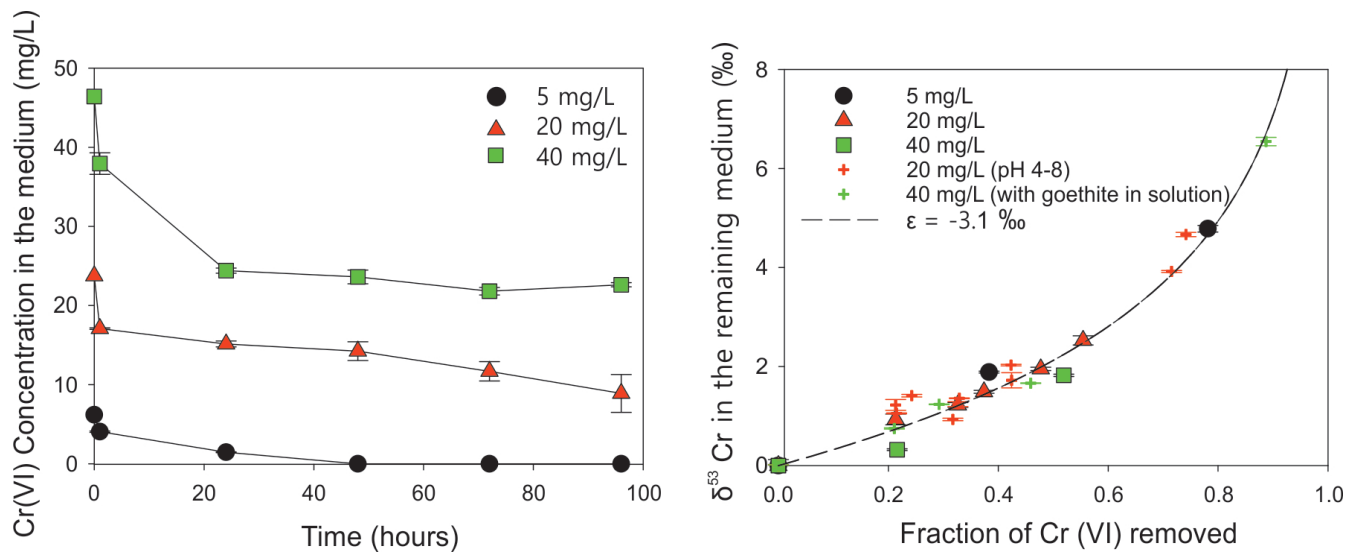 Cr(VI) Concentration in the medium (mg/L)
50
40
30
20
10
0
5 mg/L
20 mg/L
40 mg/L
0
20
40
60
80
100
Time (hours)
δ⁵³ Cr in the remaining medium (‰)
8
6
4
2
0
5 mg/L
20 mg/L
40 mg/L
20 mg/L (pH 4-8)
40 mg/L (with goethite in solution)
ε = -3.1 ‰
0.0
0.2
0.4
0.6
0.8
1.0
Fraction of Cr (VI) removed